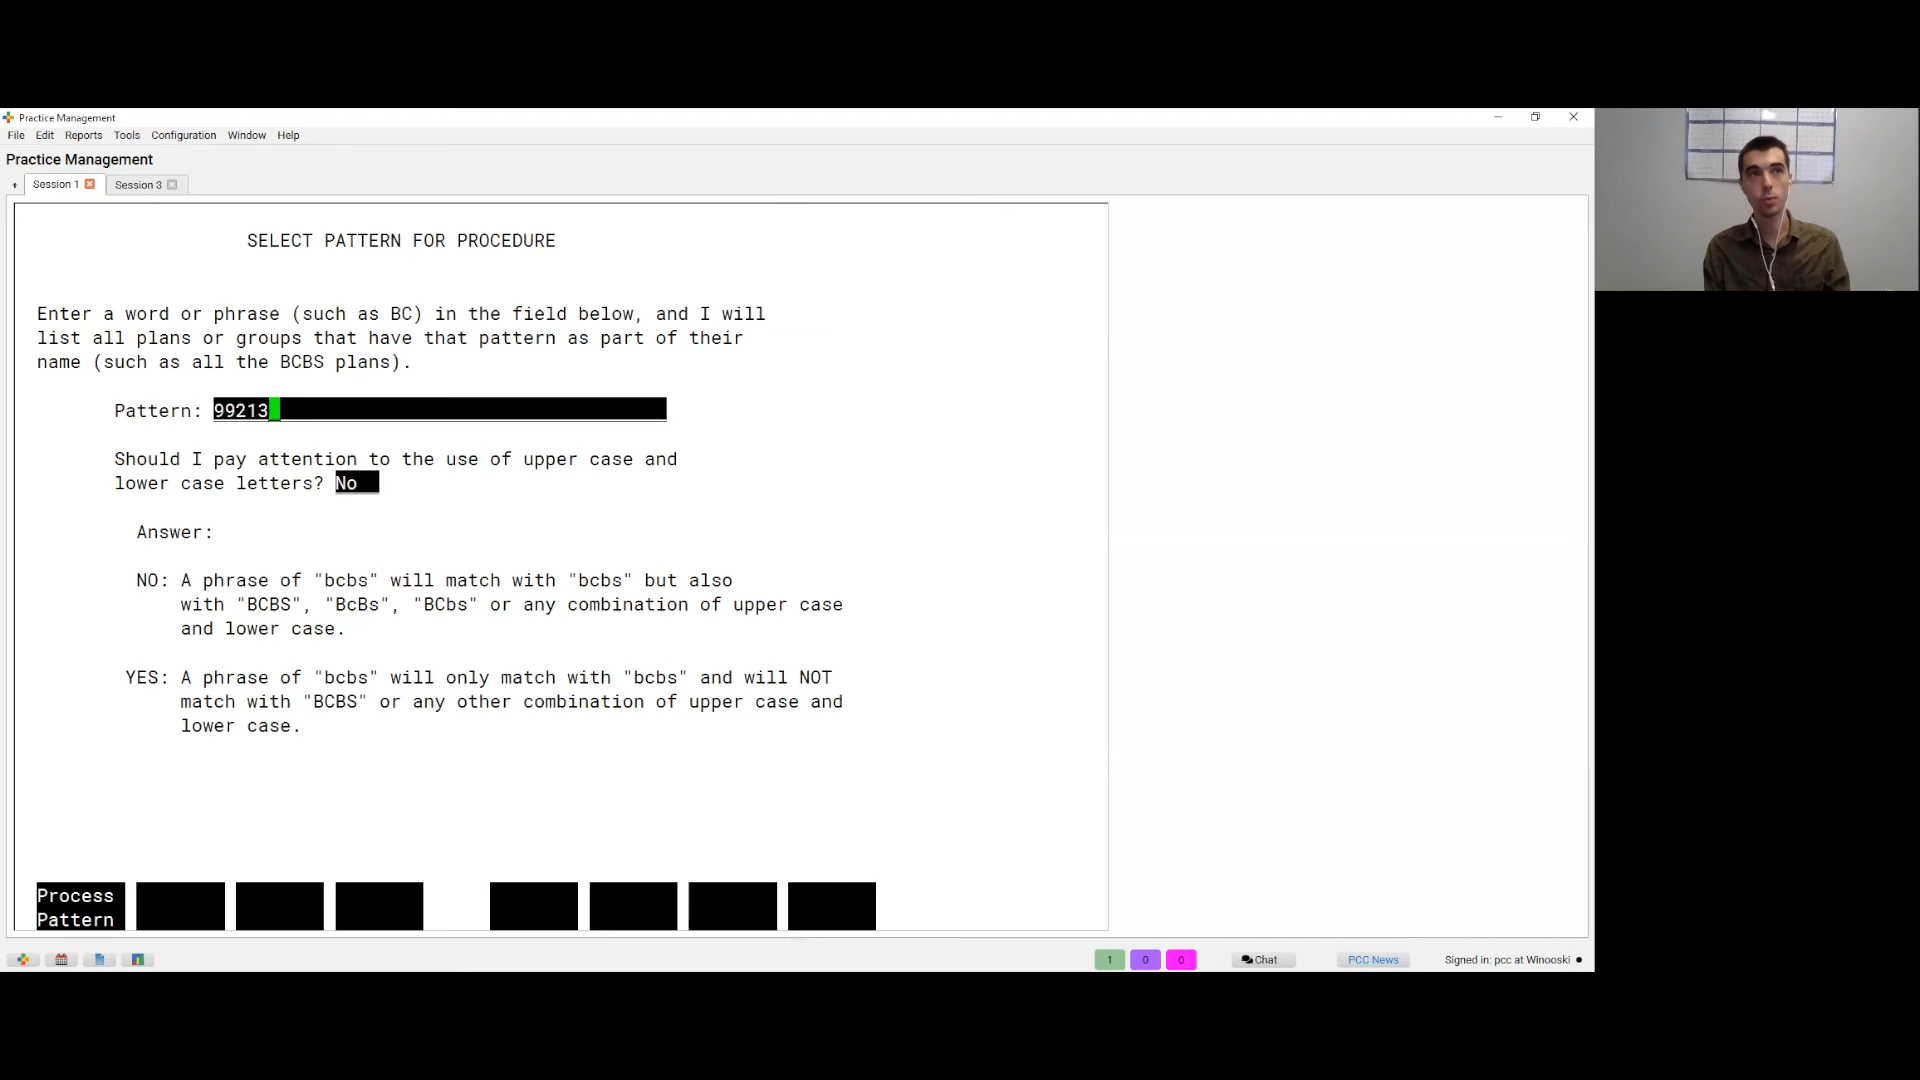 Practice Management
File Edit Reports Tools Configuration Window Help
Practice Management
+ Session 1 Session 3
SELECT PATTERN FOR PROCEDURE
Enter a word or phrase (such as BC) in the field below, and I will
list all plans or groups that have that pattern as part of their
name (such as all the BCBS plans).
Pattern: 99213
Should I pay attention to the use of upper case and
lower case letters? No
Answer:
NO: A phrase of "bcbs" will match with "bcbs" but also
with "BCBS", "BcBs", "BCbs" or any combination of upper case
and lower case.
YES: A phrase of "bcbs" will only match with "bcbs" and will NOT
match with "BCBS" or any other combination of upper case and
lower case.
Process
Pattern
1 0 0 Chat PCC News Signed in: pcc at Winooski